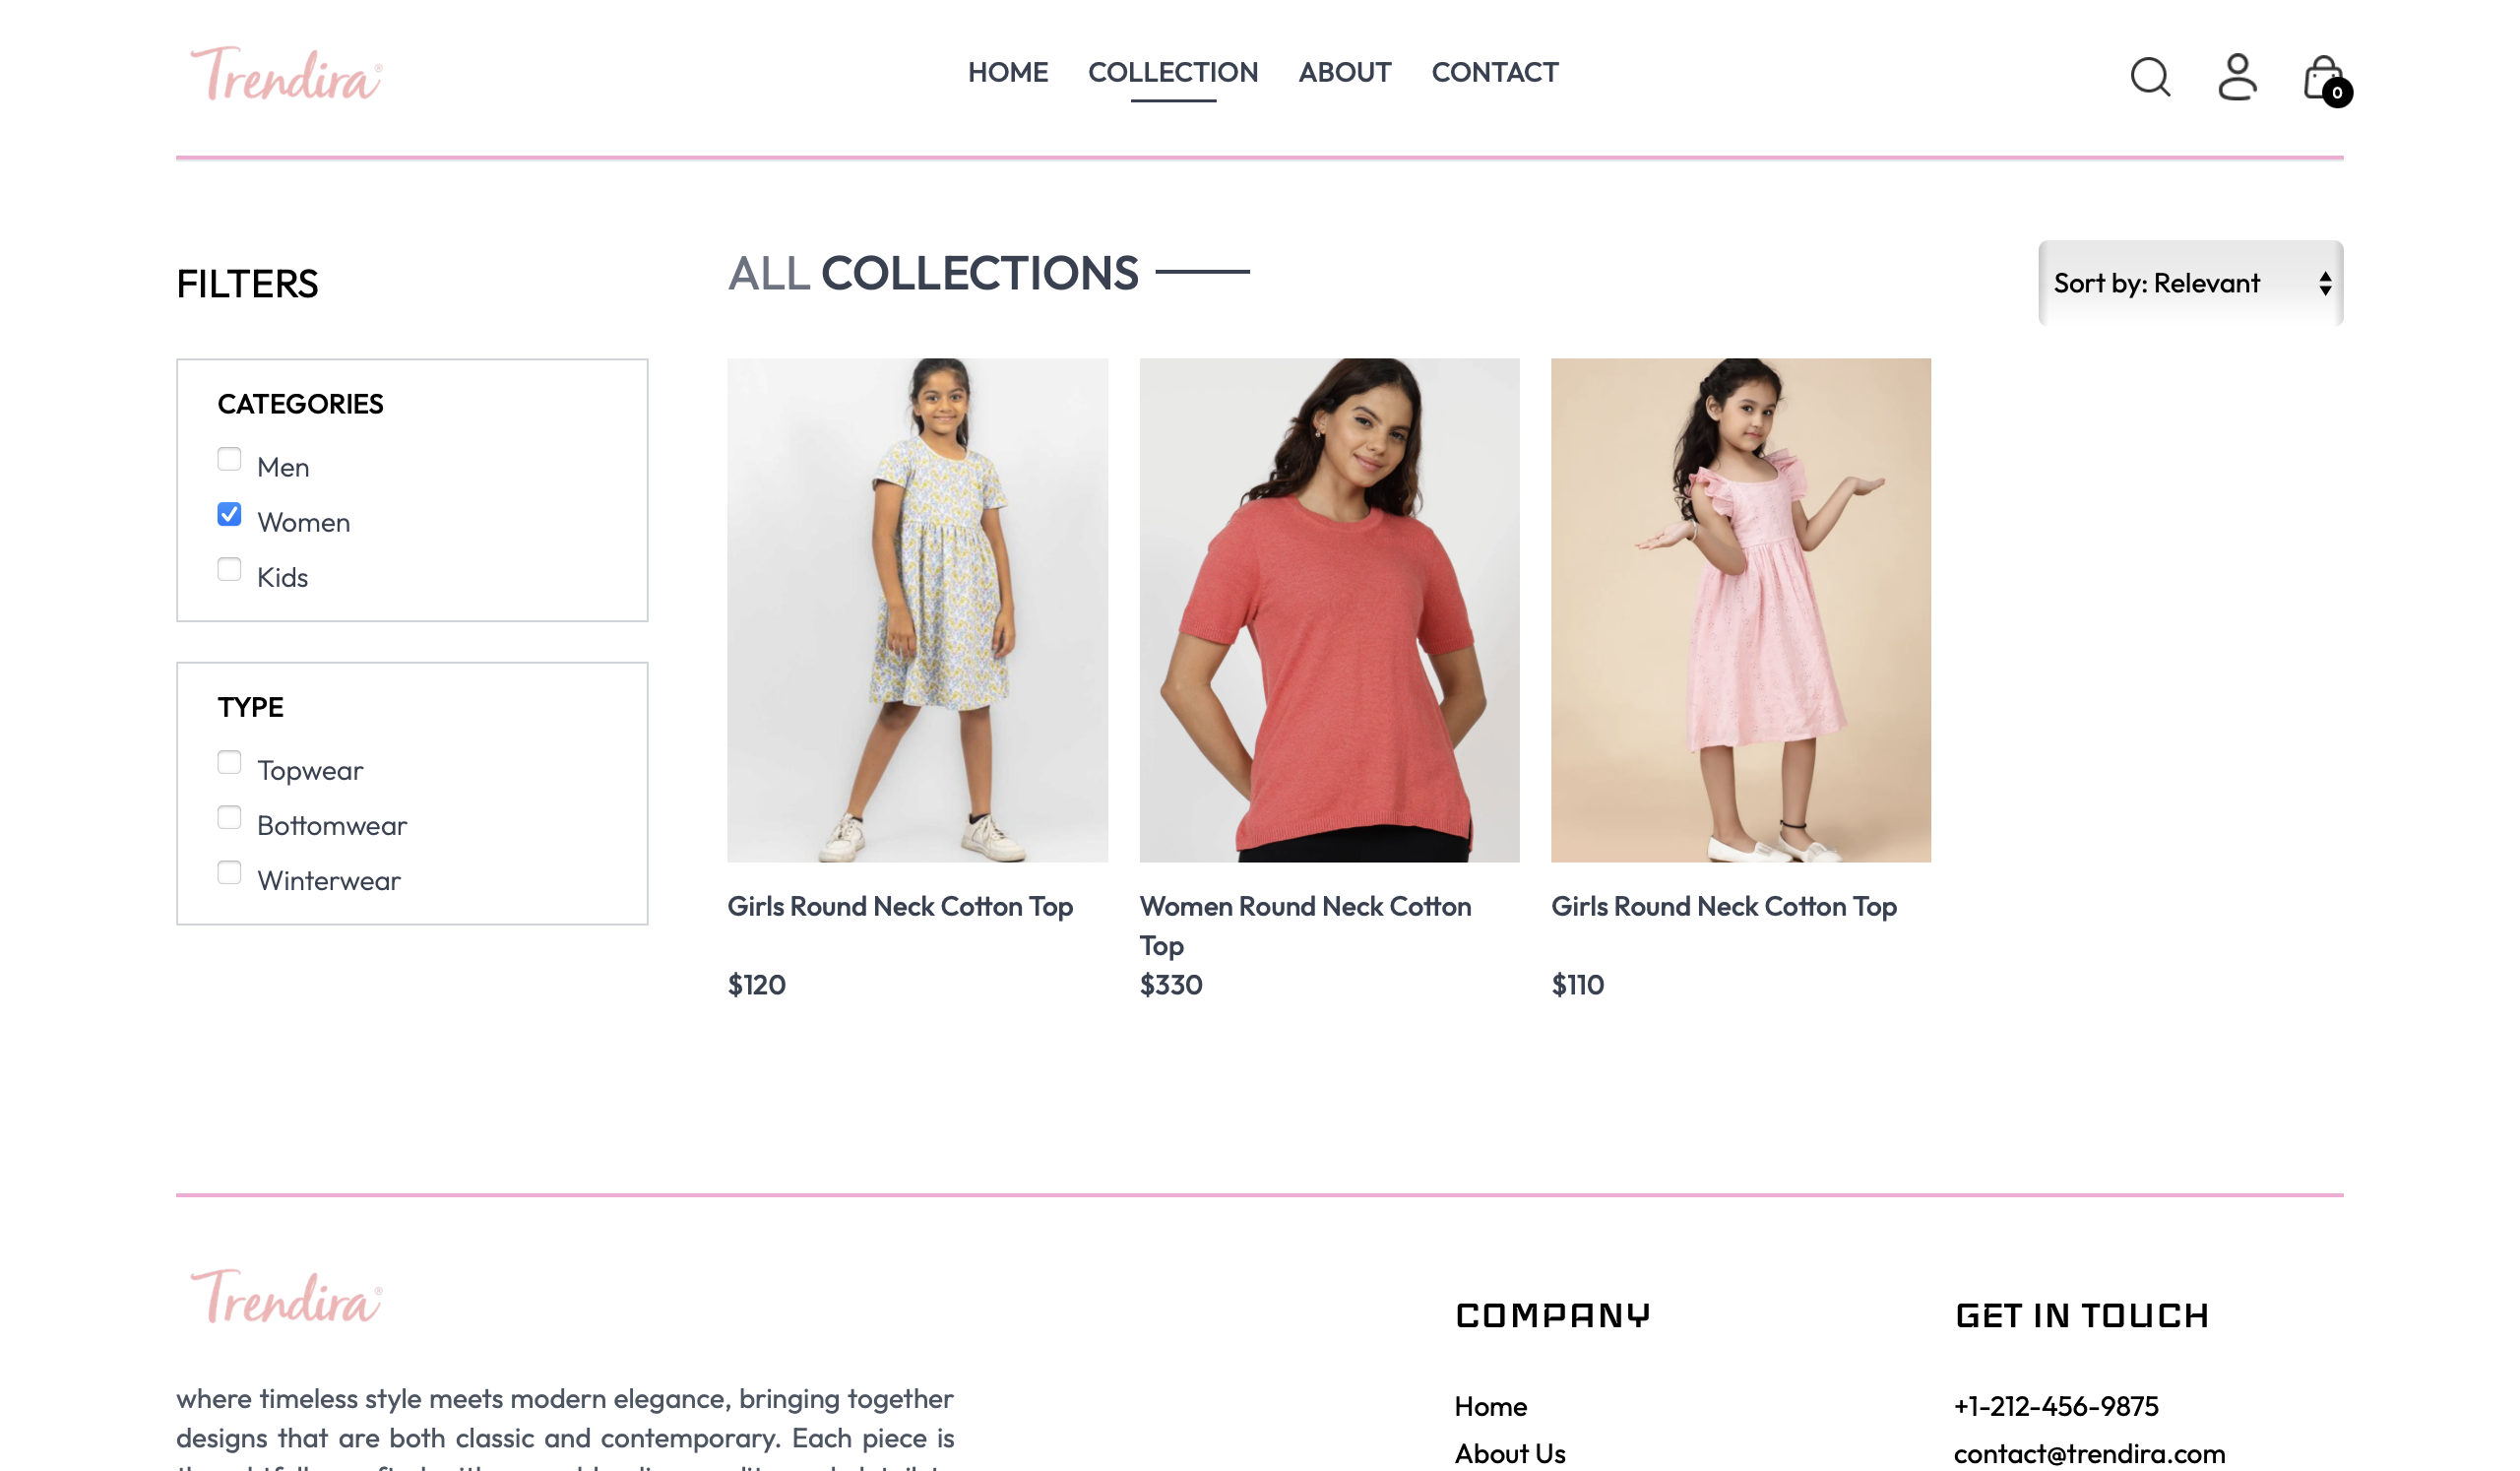 Trendira®
HOME COLLECTION ABOUT CONTACT
0
FILTERS
ALL COLLECTIONS
Sort by: Relevant
CATEGORIES
Men
Women
Kids
TYPE
Topwear
Bottomwear
Winterwear
Girls Round Neck Cotton Top
$120
Women Round Neck Cotton
Top
$330
Girls Round Neck Cotton Top
$110
Trendira®
where timeless style meets modern elegance, bringing together
designs that are both classic and contemporary. Each piece is
COMPANY
Home
About Us
GET IN TOUCH
+1-212-456-9875
contact@trendira.com